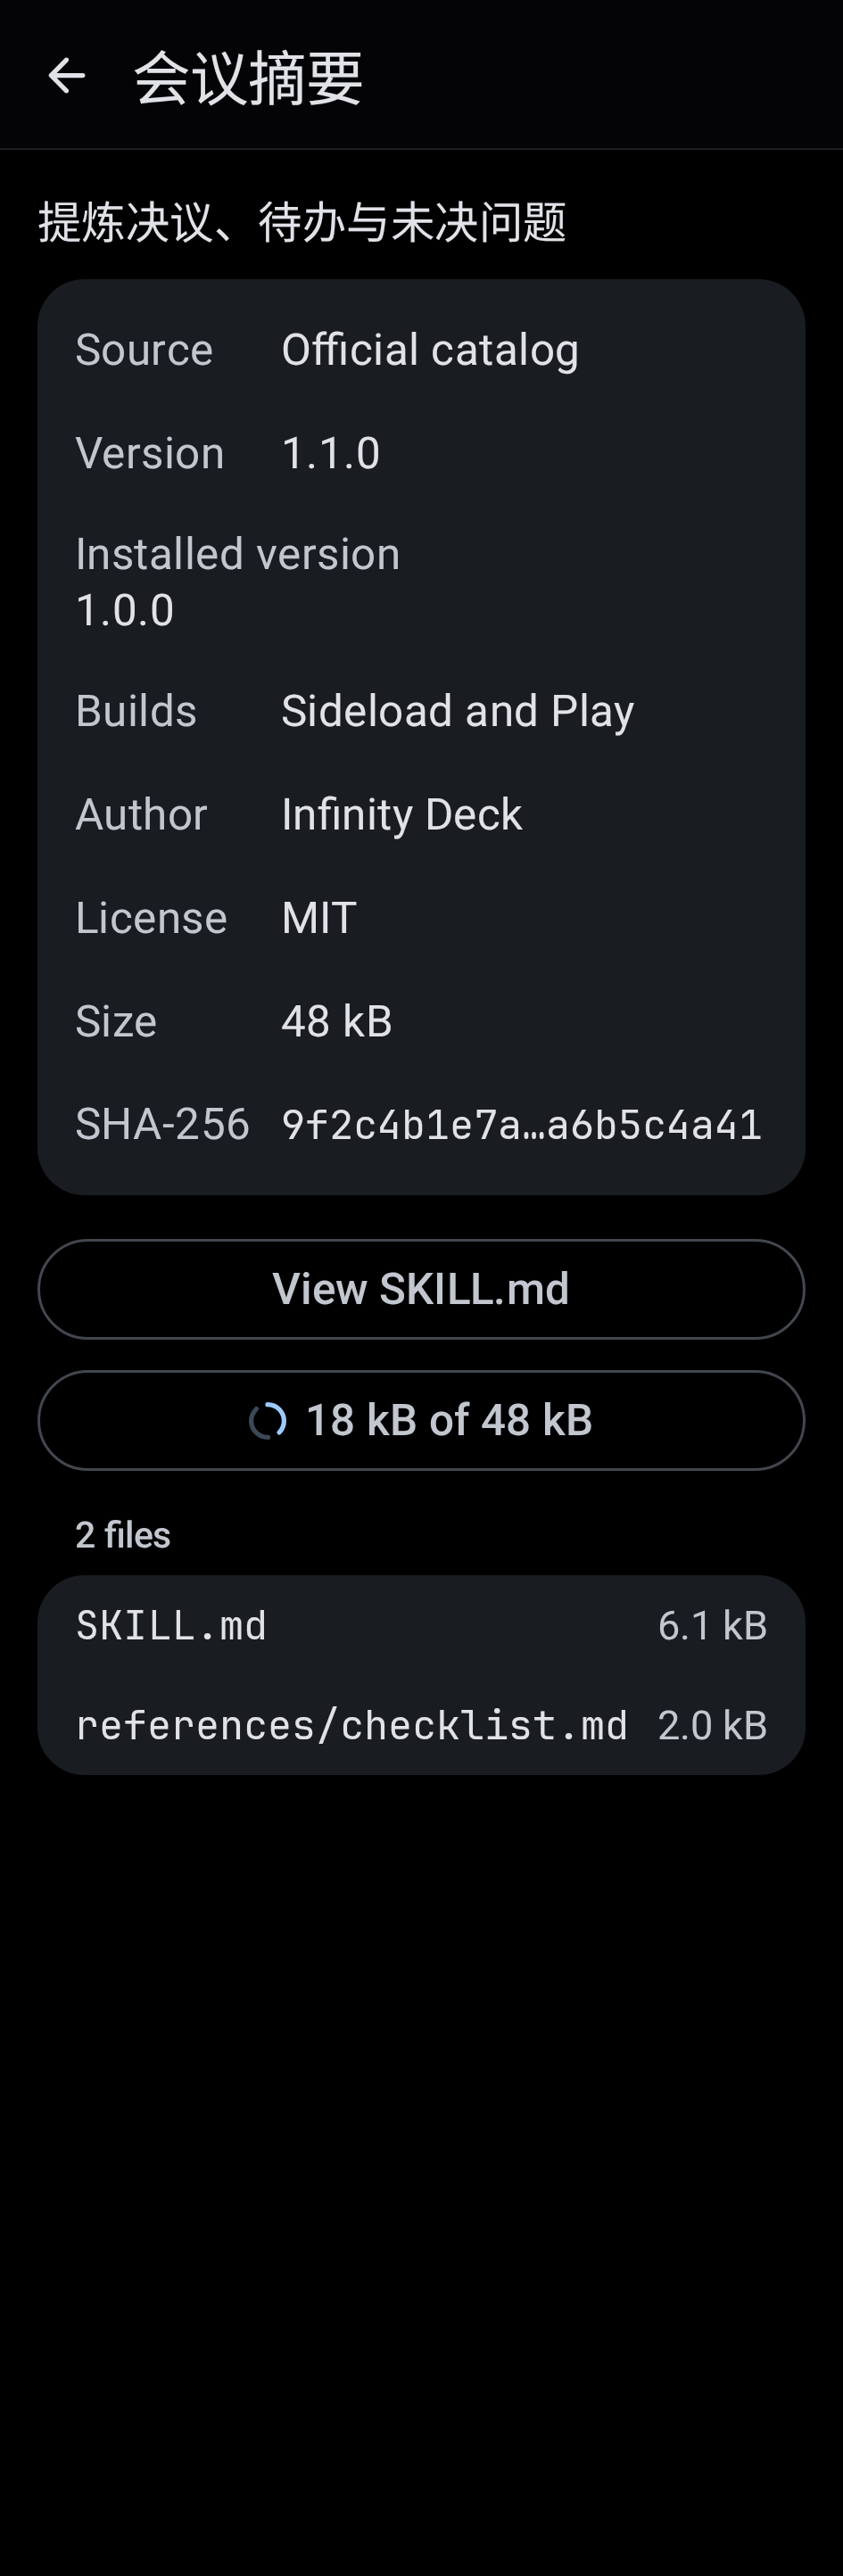 会议摘要
提炼决议、待办与未决问题
Source Official catalog
Version 1.1.0
Installed version
1.0.0
Builds Sideload and Play
Author Infinity Deck
License MIT
Size 48 kB
SHA-256 9f2c4b1e7a…a6b5c4a41
View SKILL.md
18 kB of 48 kB
2 files
SKILL.md 6.1 kB
references/checklist.md 2.0 kB